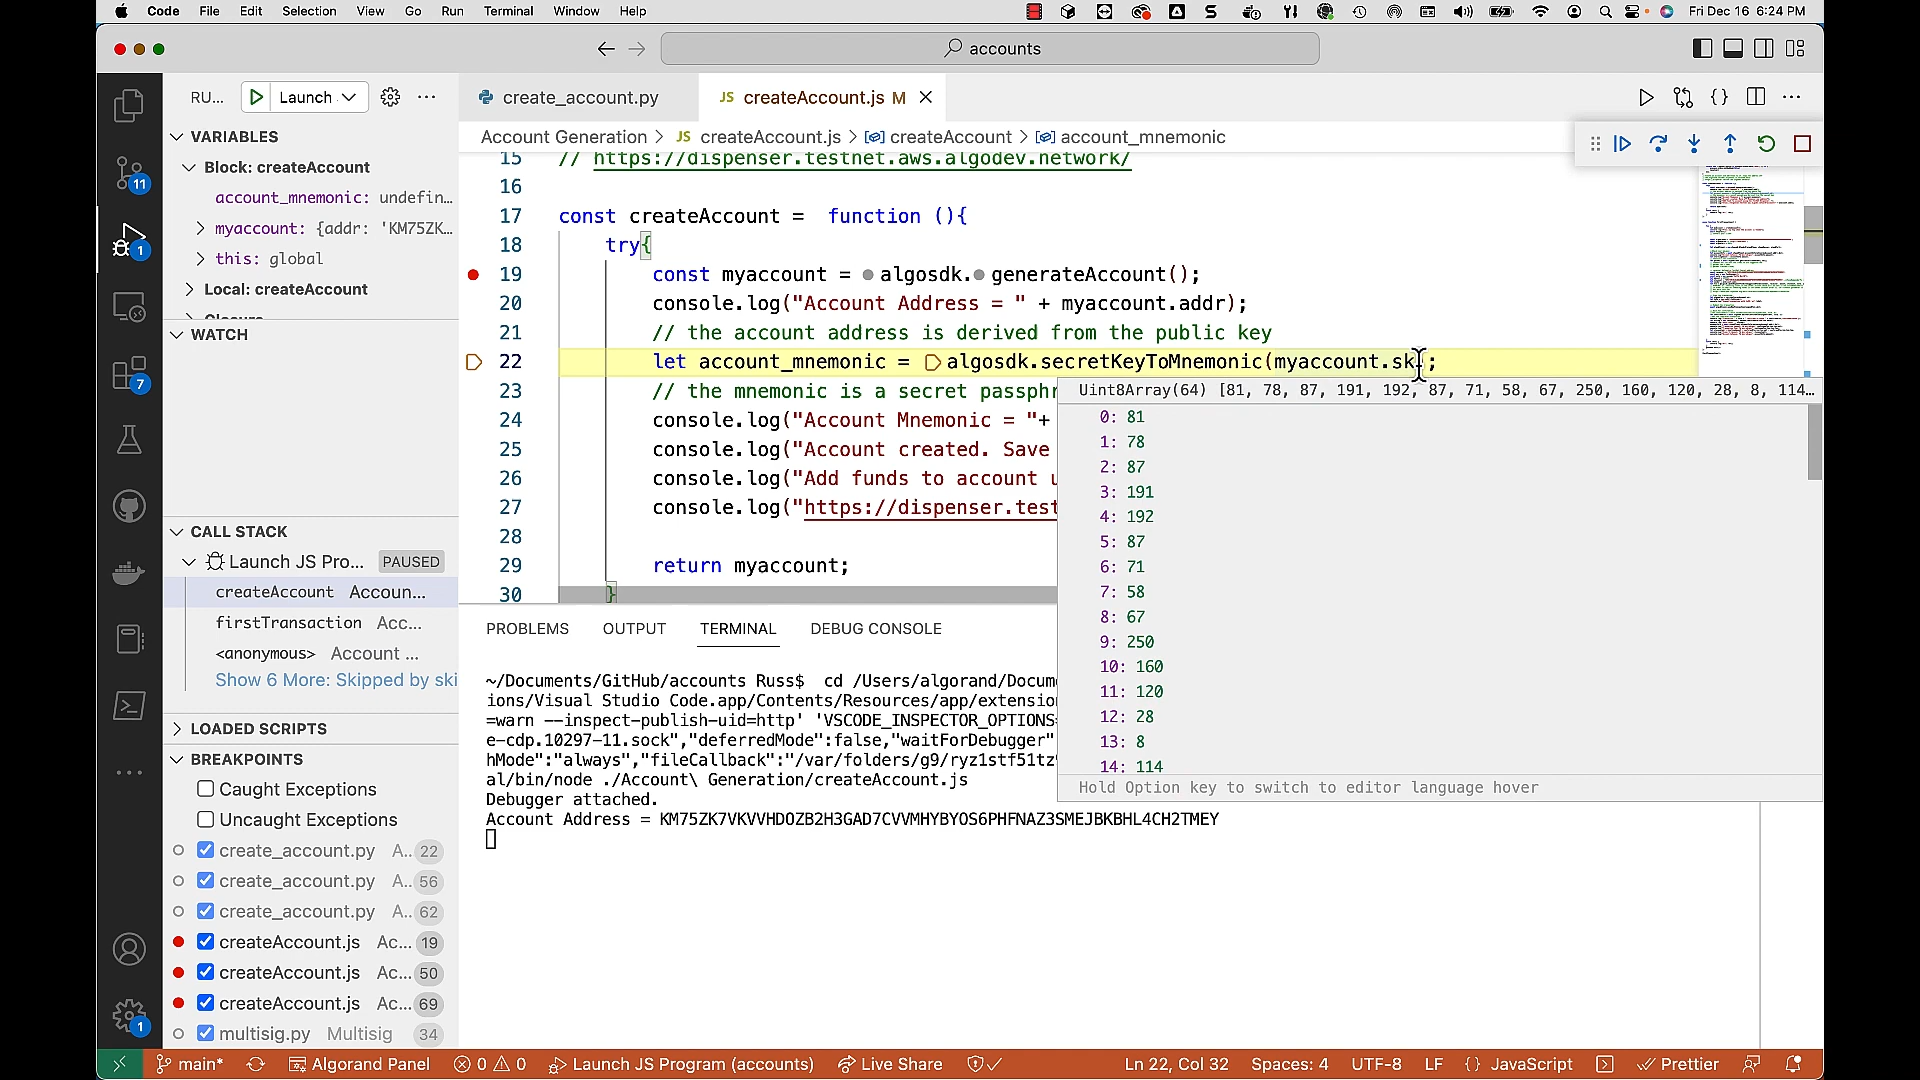 Code File Edit Selection View Go Run Terminal Window Help Fri Dec 16 6:24 PM
accounts
RU... Launch
create_account.py
JS createAccount.js M
Account Generation > JS createAccount.js > createAccount > account_mnemonic
VARIABLES
Block: createAccount
account_mnemonic: undefin...
myaccount: {addr: 'KM75ZK...
this: global
Local: createAccount
WATCH
CALL STACK
Launch JS Pro... PAUSED
createAccount Accoun...
firstTransaction Acc...
<anonymous> Account ...
Show 6 More: Skipped by ski
LOADED SCRIPTS
BREAKPOINTS
Caught Exceptions
Uncaught Exceptions
create_account.py A.. 22
create_account.py A.. 56
create_account.py A.. 62
createAccount.js Ac... 19
createAccount.js Ac... 50
createAccount.js Ac... 69
multisig.py Multisig 34
11
1
7
1
15 // https://dispenser.testnet.aws.algodev.network/
16
17 const createAccount =  function (){
18 try{
19 const myaccount = algosdk. generateAccount();
20 console.log("Account Address = " + myaccount.addr);
21 // the account address is derived from the public key
22 let account_mnemonic = algosdk.secretKeyToMnemonic(myaccount.sk);
23 // the mnemonic is a secret passphr
24 console.log("Account Mnemonic = "+
25 console.log("Account created. Save
26 console.log("Add funds to account u
27 console.log("https://dispenser.test
28
29 return myaccount;
30 }
Uint8Array(64) [81, 78, 87, 191, 192, 87, 71, 58, 67, 250, 160, 120, 28, 8, 114...
0: 81
1: 78
2: 87
3: 191
4: 192
5: 87
6: 71
7: 58
8: 67
9: 250
10: 160
11: 120
12: 28
13: 8
14: 114
Hold Option key to switch to editor language hover
PROBLEMS OUTPUT TERMINAL DEBUG CONSOLE
~/Documents/GitHub/accounts Russ$  cd /Users/algorand/Docum
ions/Visual Studio Code.app/Contents/Resources/app/extension
=warn --inspect-publish-uid=http' 'VSCODE_INSPECTOR_OPTIONS=
e-cdp.10297-11.sock","deferredMode":false,"waitForDebugger"
hMode":"always","fileCallback":"/var/folders/g9/ryz1stf51tz
al/bin/node ./Account\ Generation/createAccount.js
Debugger attached.
Account Address = KM75ZK7VKVVHDOZB2H3GAD7CVVMHYBYOS6PHFNAZ3SMEJBKBHL4CH2TMEY
main* Algorand Panel 0 0 Launch JS Program (accounts) Live Share Ln 22, Col 32 Spaces: 4 UTF-8 LF {} JavaScript Prettier